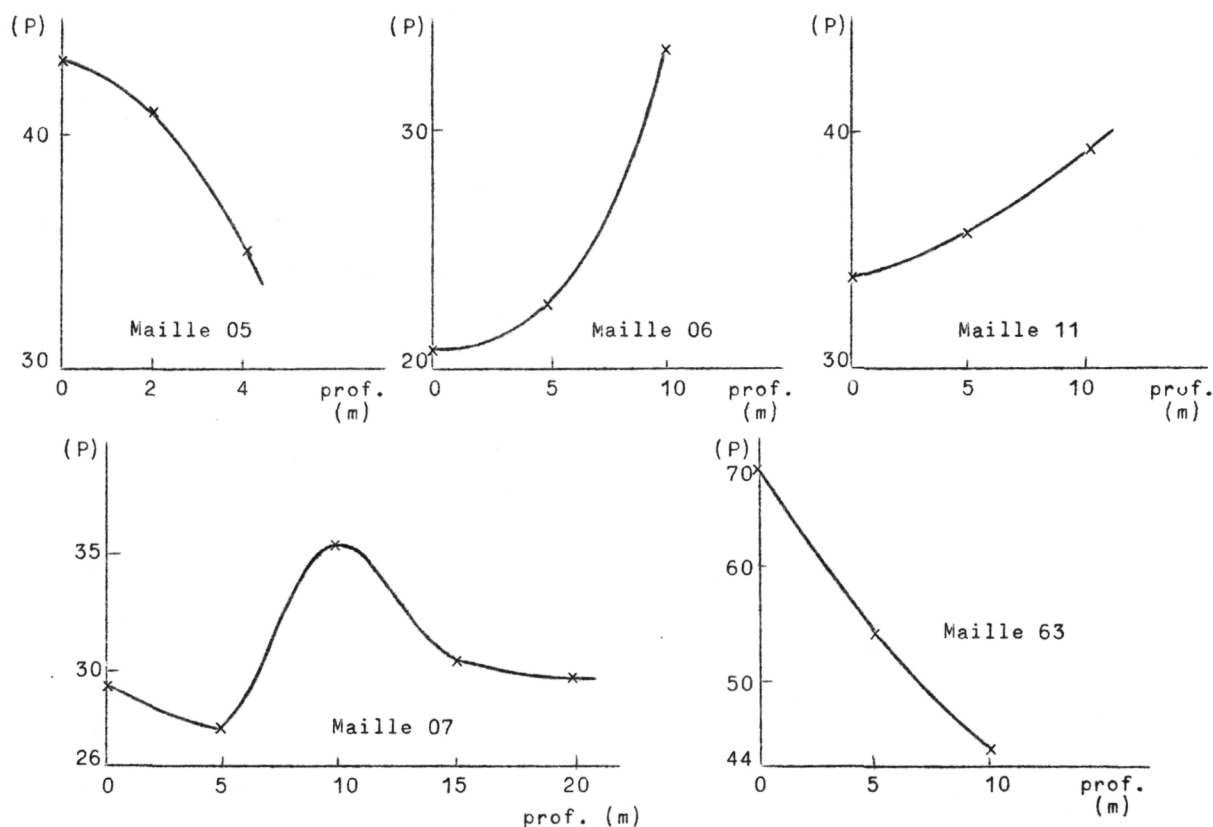 (P)
40
30
0 2 4 prof.
(m)
Maille 05
(P)
30
20
0 5 10 prof.
(m)
Maille 06
(P)
40
30
0 5 10 prof.
(m)
Maille 11
(P)
35
30
26
0 5 10 15 20
prof. (m)
Maille 07
(P)
70
60
50
44
0 5 10 prof.
(m)
Maille 63